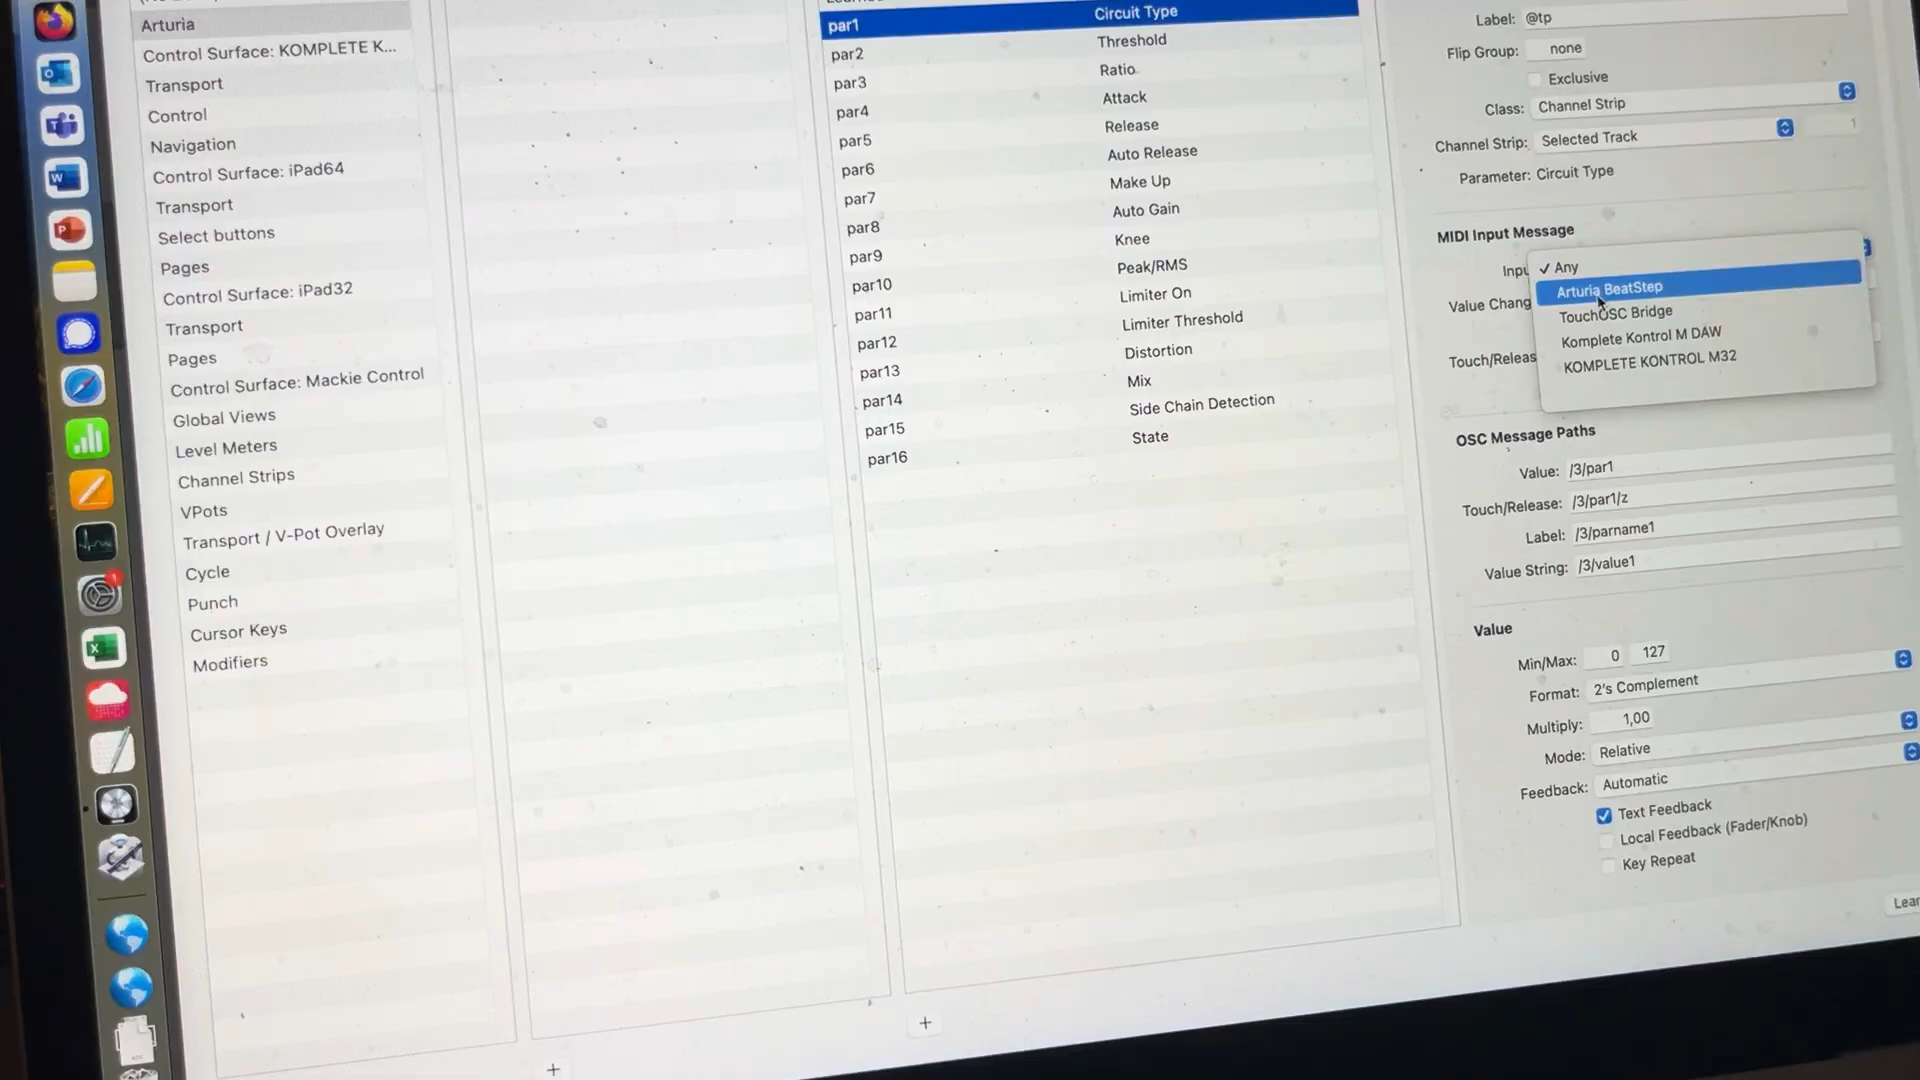 Arturia
Control Surface: KOMPLETE K...
Transport
Control
Navigation
Control Surface: iPad64
Transport
Select buttons
Pages
Control Surface: iPad32
Transport
Pages
Control Surface: Mackie Control
Global Views
Level Meters
Channel Strips
VPots
Transport / V-Pot Overlay
Cycle
Punch
Cursor Keys
Modifiers
par1 Circuit Type
par2 Threshold
par3 Ratio
par4 Attack
par5 Release
par6 Auto Release
par7 Make Up
par8 Auto Gain
par9 Knee
par10 Peak/RMS
par11 Limiter On
par12 Limiter Threshold
par13 Distortion
par14 Mix
par15 Side Chain Detection
par16 State
+
+
Label: @tp
Flip Group: none
Exclusive
Class: Channel Strip
Channel Strip: Selected Track 1
Parameter: Circuit Type
MIDI Input Message
✓ Any
Arturia BeatStep
Value Chang
TouchOSC Bridge
Komplete Kontrol M DAW
Touch/Releas
KOMPLETE KONTROL M32
OSC Message Paths
Value: /3/par1
Touch/Release: /3/par1/z
Label: /3/parname1
Value String: /3/value1
Value
Min/Max: 0 127
Format: 2's Complement
Multiply: 1,00
Mode: Relative
Feedback: Automatic
Text Feedback
Local Feedback (Fader/Knob)
Key Repeat
Lear